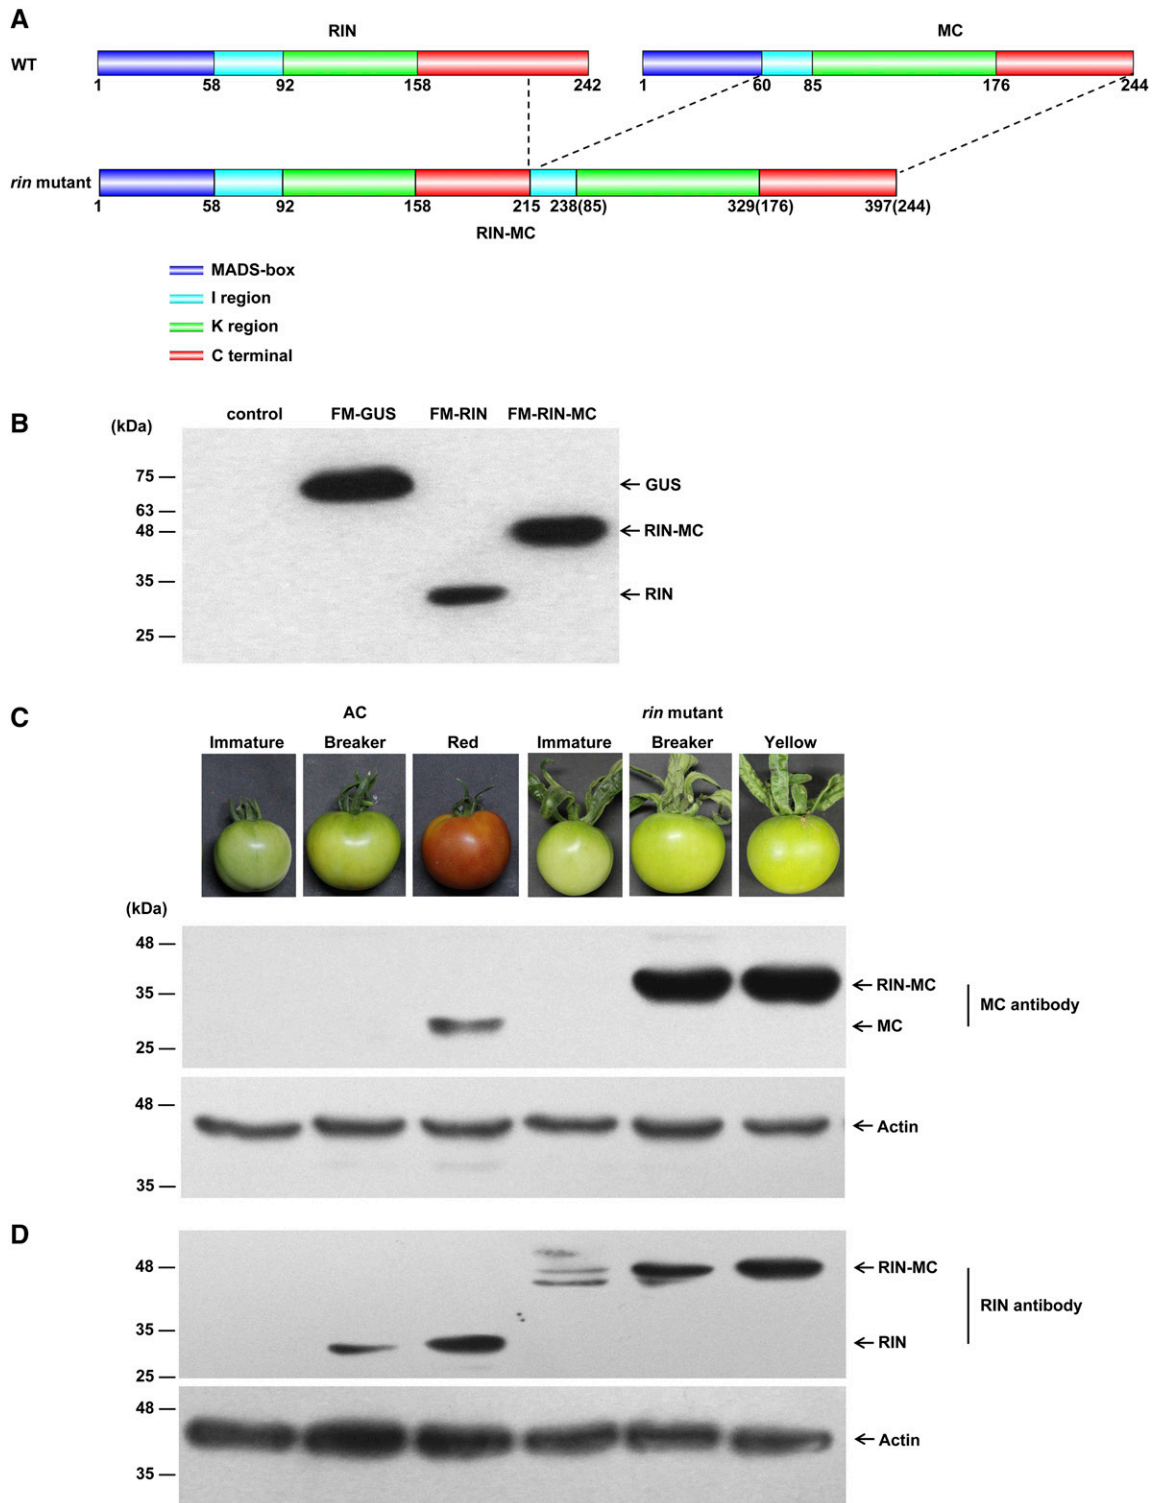 A
RIN MC
WT
1 58 92 158 242 1 60 85 176 244
rin mutant
1 58 92 158 215 238(85) 329(176) 397(244)
RIN-MC
MADS-box
I region
K region
C terminal
B
control FM-GUS FM-RIN FM-RIN-MC
(kDa)
75
GUS
63
48
RIN-MC
35
RIN
25
C
AC rin mutant
Immature Breaker Red Immature Breaker Yellow
(kDa)
48
35
RIN-MC
MC antibody
MC
25
48
Actin
35
D
48
RIN-MC
RIN antibody
35
RIN
25
48
Actin
35